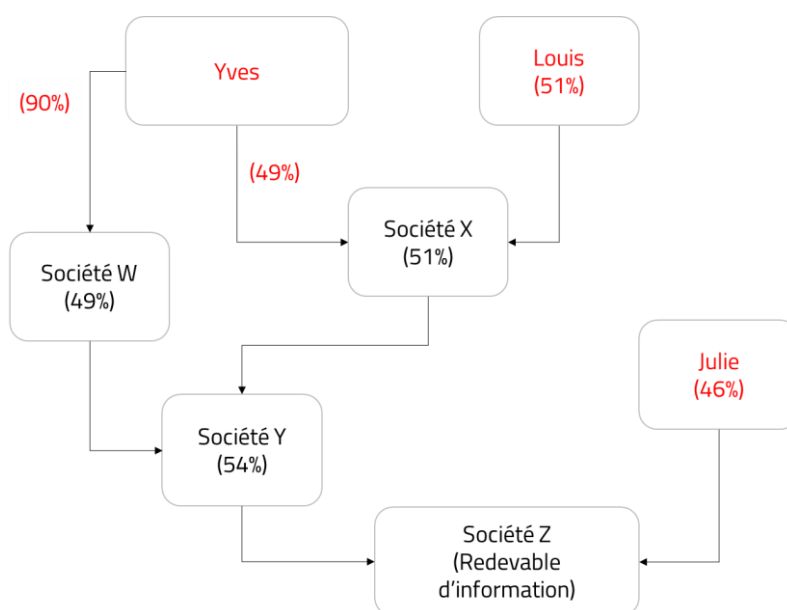 Yves
Louis
(51%)
(90%)
(49%)
Société X
(51%)
Société W
(49%)
Julie
(46%)
Société Y
(54%)
Société Z
(Redevable
d'information)